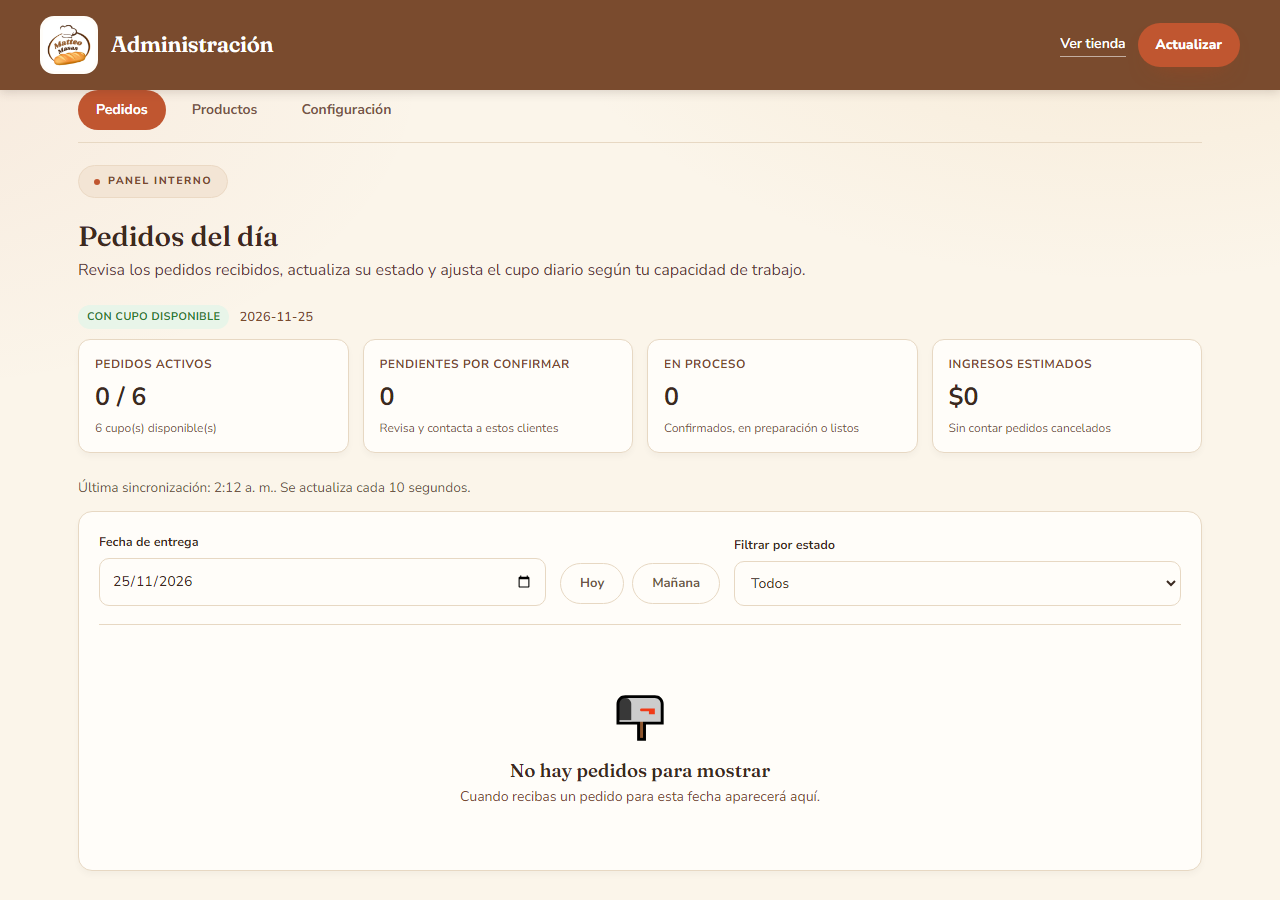 Matteo
Administración
Ver tienda
Actualizar
Pedidos
Productos
Configuración
PANEL INTERNO
Pedidos del día
Revisa los pedidos recibidos, actualiza su estado y ajusta el cupo diario según tu capacidad de trabajo.
CON CUPO DISPONIBLE
2026-11-25
PEDIDOS ACTIVOS
0 / 6
6 cupo(s) disponible(s)
PENDIENTES POR CONFIRMAR
0
Revisa y contacta a estos clientes
EN PROCESO
0
Confirmados, en preparación o listos
INGRESOS ESTIMADOS
$0
Sin contar pedidos cancelados
Última sincronización: 2:12 a. m.. Se actualiza cada 10 segundos.
Fecha de entrega
25/11/2026
Hoy
Mañana
Filtrar por estado
Todos
No hay pedidos para mostrar
Cuando recibas un pedido para esta fecha aparecerá aquí.